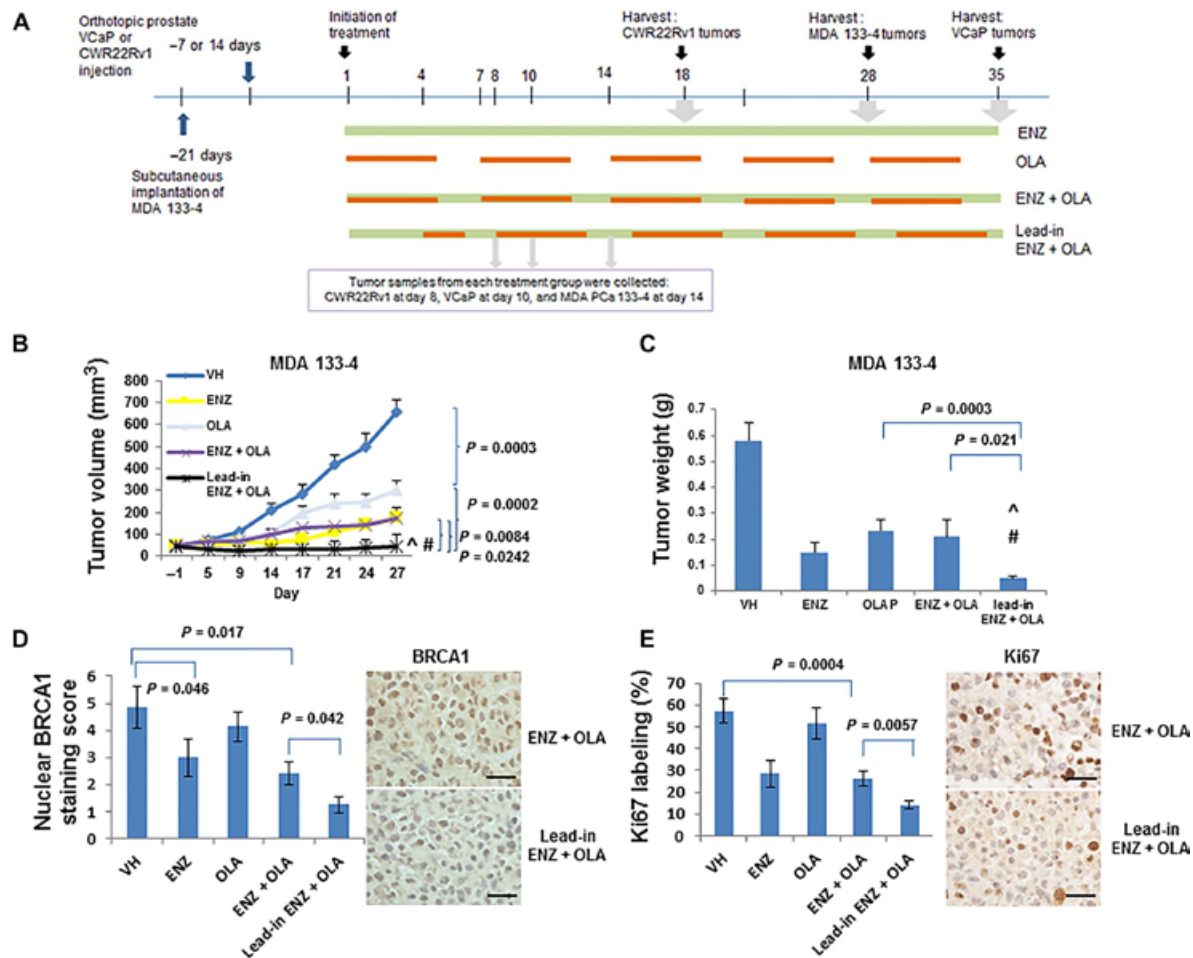 A
Orthotopic prostate
VCaP or
CWR22Rv1
injection
–7 or 14 days
Initiation of
treatment
Harvest :
CWR22Rv1 tumors
Harvest :
MDA 133-4 tumors
Harvest:
VCaP tumors
1 4 7 8 10 14 18 28 35
–21 days
Subcutaneous
implantation of
MDA 133-4
ENZ
OLA
ENZ + OLA
Lead-in
ENZ + OLA
Tumor samples from each treatment group were collected:
CWR22Rv1 at day 8, VCaP at day 10, and MDA PCa 133-4 at day 14
B
MDA 133-4
Tumor volume (mm3)
800
700
600
500
400
300
200
100
0
VH
ENZ
OLA
ENZ + OLA
Lead-in
ENZ + OLA
^ #
P = 0.0003
P = 0.0002
P = 0.0084
P = 0.0242
–1 5 9 14 17 21 24 27
Day
C
MDA 133-4
Tumor weight (g)
0.7
0.6
0.5
0.4
0.3
0.2
0.1
0
P = 0.0003
P = 0.021
^
#
VH ENZ OLA P ENZ + OLA lead-in
ENZ + OLA
D
Nuclear BRCA1
staining score
6
5
4
3
2
1
0
P = 0.017
P = 0.046
P = 0.042
VH
ENZ
OLA
ENZ + OLA
Lead-in ENZ + OLA
BRCA1
ENZ + OLA
Lead-in
ENZ + OLA
E
Ki67 labeling (%)
70
60
50
40
30
20
10
0
P = 0.0004
P = 0.0057
VH
ENZ
OLA
ENZ + OLA
Lead-in ENZ + OLA
Ki67
ENZ + OLA
Lead-in
ENZ + OLA